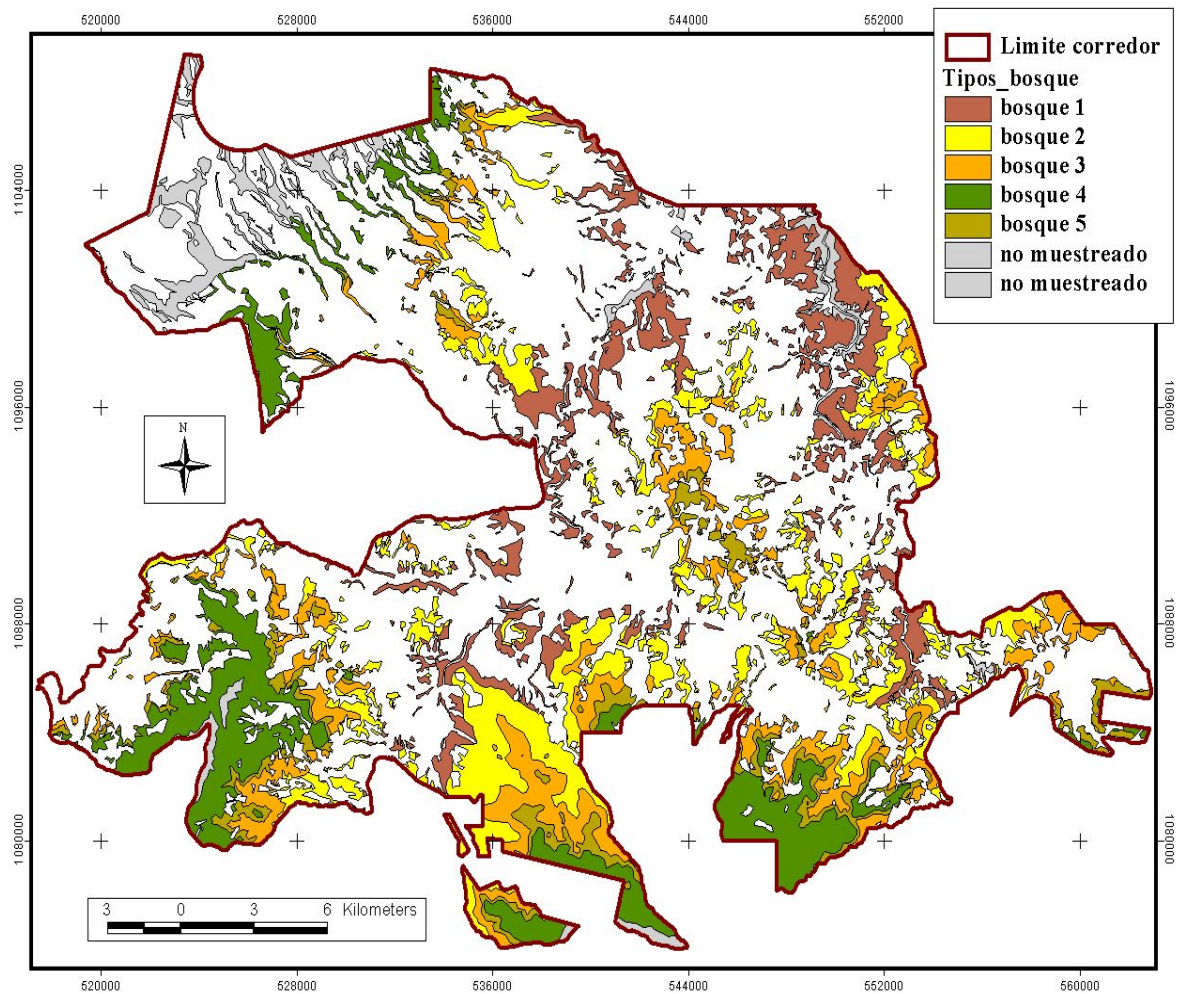 520000 528000 536000 544000 552000
Limite corredor
Tipos_bosque
bosque 1
bosque 2
bosque 3
bosque 4
bosque 5
no muestreado
no muestreado
1104000
1104000
1096000
1096000
N
1088000
1088000
1080000
1080000
3 0 3 6 Kilometers
520000 528000 536000 544000 552000 560000